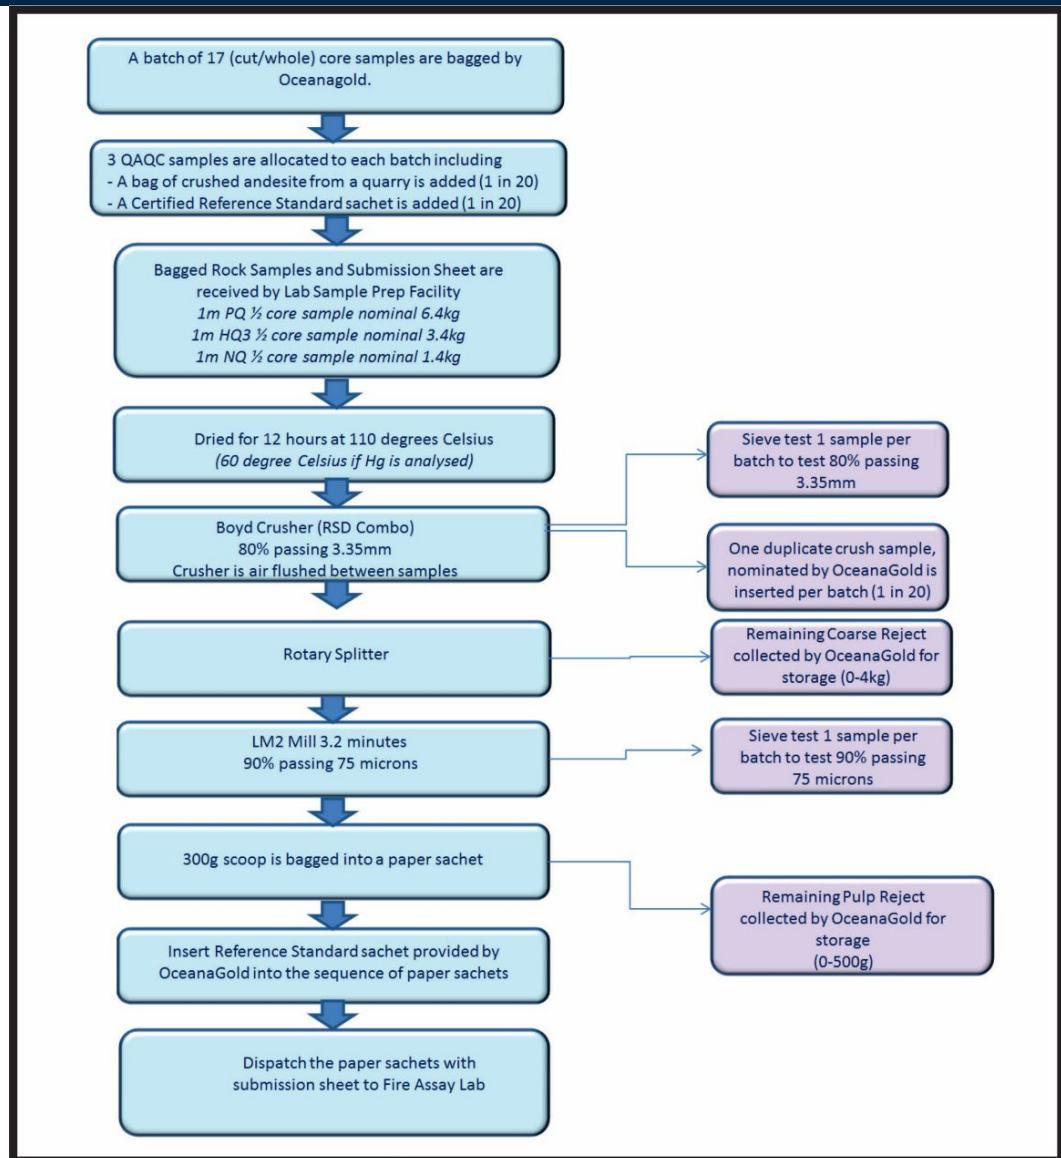 A batch of 17 (cut/whole) core samples are bagged by
Oceanagold.
3 QAQC samples are allocated to each batch including
- A bag of crushed andesite from a quarry is added (1 in 20)
- A Certified Reference Standard sachet is added (1 in 20)
Bagged Rock Samples and Submission Sheet are
received by Lab Sample Prep Facility
1m PQ ½ core sample nominal 6.4kg
1m HQ3 ½ core sample nominal 3.4kg
1m NQ ½ core sample nominal 1.4kg
Dried for 12 hours at 110 degrees Celsius
(60 degree Celsius if Hg is analysed)
Boyd Crusher (RSD Combo)
80% passing 3.35mm
Crusher is air flushed between samples
Sieve test 1 sample per
batch to test 80% passing
3.35mm
One duplicate crush sample,
nominated by OceanaGold is
inserted per batch (1 in 20)
Rotary Splitter
Remaining Coarse Reject
collected by OceanaGold for
storage (0-4kg)
LM2 Mill 3.2 minutes
90% passing 75 microns
Sieve test 1 sample per
batch to test 90% passing
75 microns
300g scoop is bagged into a paper sachet
Remaining Pulp Reject
collected by OceanaGold for
storage
(0-500g)
Insert Reference Standard sachet provided by
OceanaGold into the sequence of paper sachets
Dispatch the paper sachets with
submission sheet to Fire Assay Lab